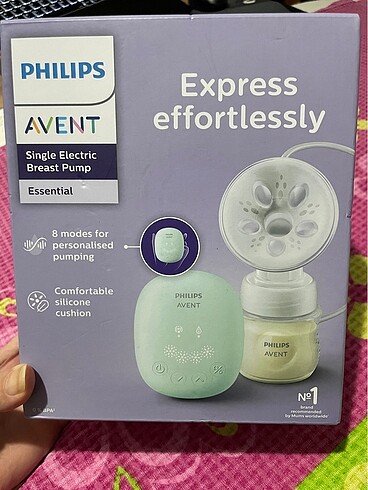 PHILIPS
AVENT
Single Electric
Breast Pump
Essential
Express
effortlessly
8 modes for
personalised
pumping
Comfortable
silicone
cushion
PHILIPS
AVENT
PHILIPS
AVENT
Nº1
brand
recommended
by Mums worldwide